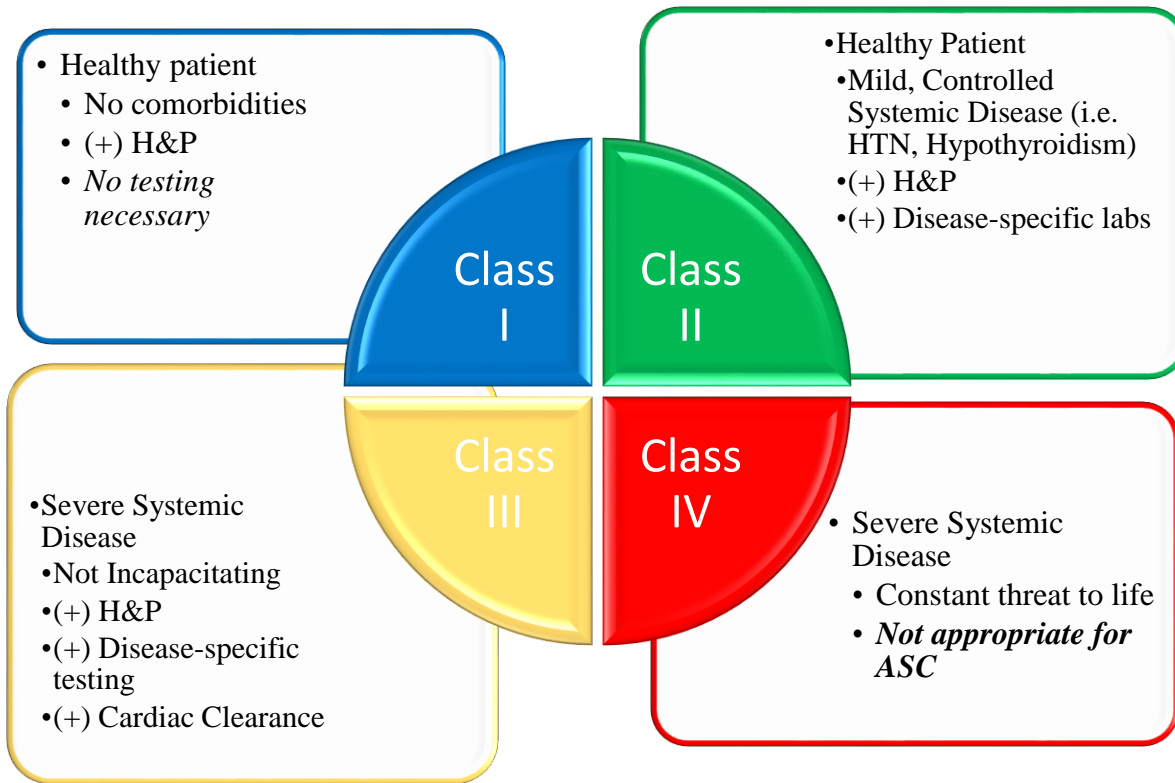 • Healthy patient
• No comorbidities
• (+) H&P
• No testing
necessary
Class
I
•Healthy Patient
•Mild, Controlled
Systemic Disease (i.e.
HTN, Hypothyroidism)
•(+) H&P
•(+) Disease-specific labs
Class
II
•Severe Systemic
Disease
•Not Incapacitating
•(+) H&P
•(+) Disease-specific
testing
•(+) Cardiac Clearance
Class
III
• Severe Systemic
Disease
• Constant threat to life
• Not appropriate for
ASC
Class
IV